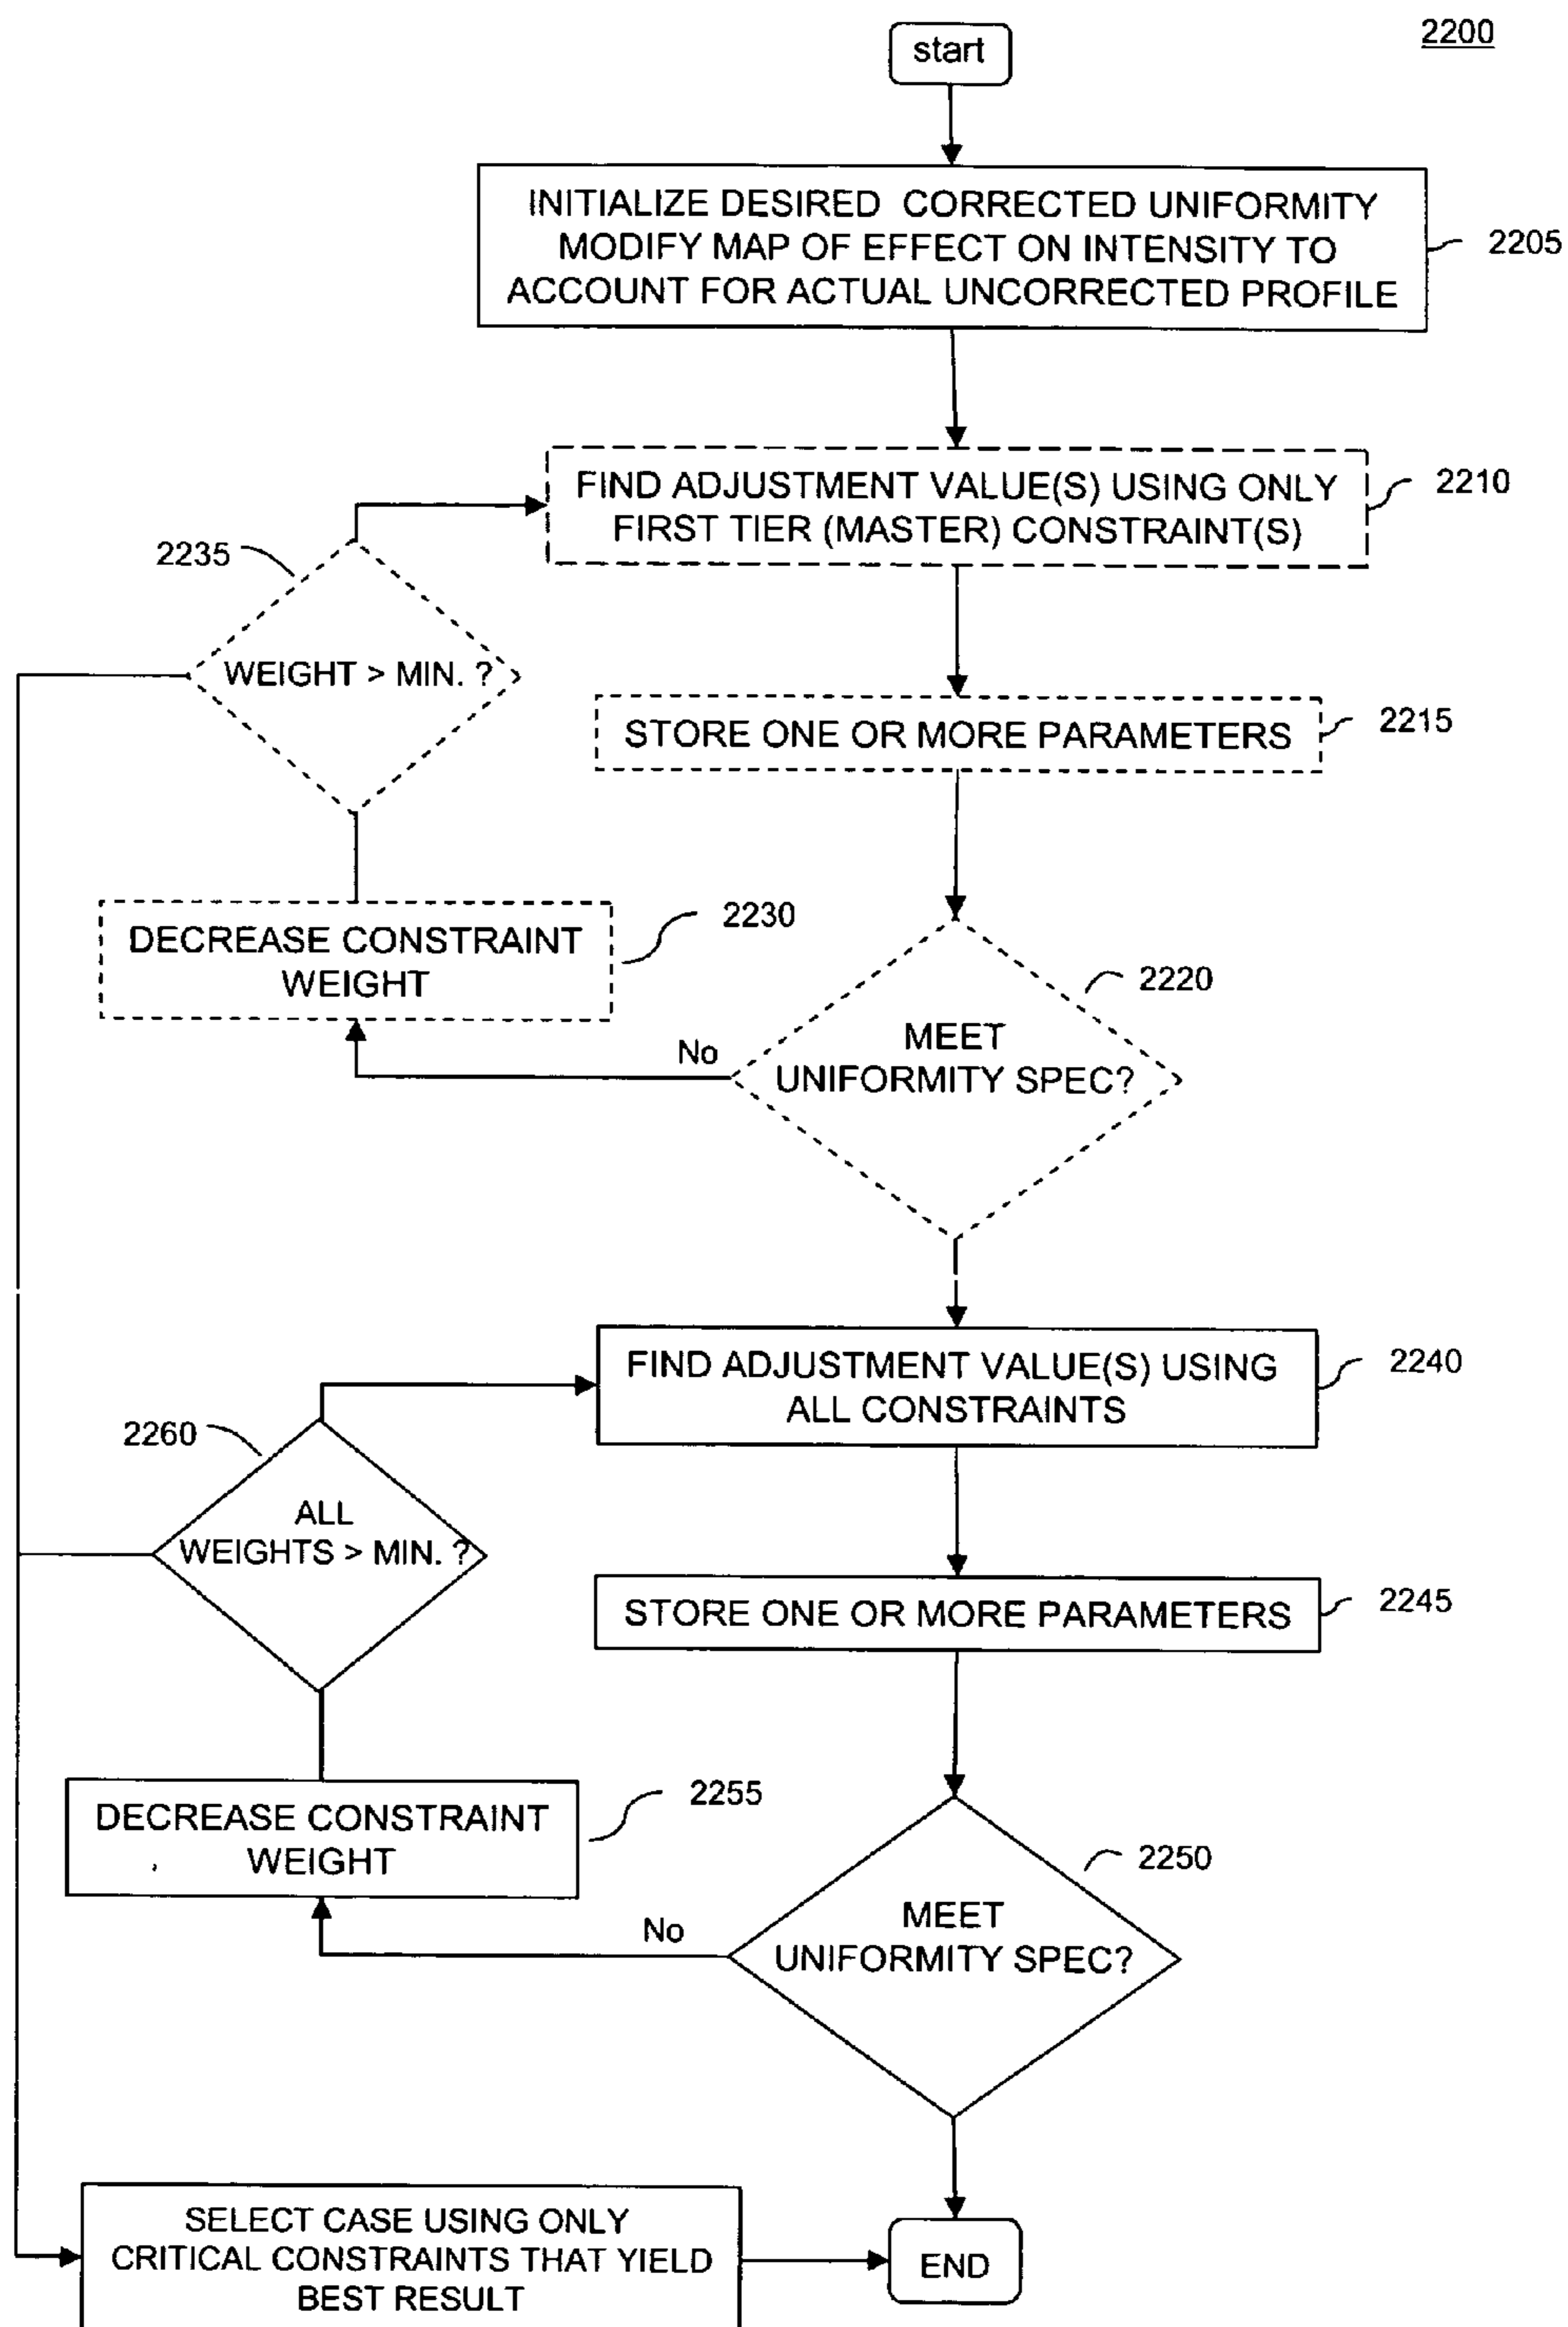 2200
start
INITIALIZE DESIRED CORRECTED UNIFORMITY
MODIFY MAP OF EFFECT ON INTENSITY TO
ACCOUNT FOR ACTUAL UNCORRECTED PROFILE
2205
FIND ADJUSTMENT VALUE(S) USING ONLY
FIRST TIER (MASTER) CONSTRAINT(S)
2210
2235
WEIGHT > MIN. ?
STORE ONE OR MORE PARAMETERS
2215
DECREASE CONSTRAINT
WEIGHT
2230
2220
MEET
UNIFORMITY SPEC?
No
FIND ADJUSTMENT VALUE(S) USING
ALL CONSTRAINTS
2240
2260
ALL
WEIGHTS > MIN. ?
STORE ONE OR MORE PARAMETERS
2245
DECREASE CONSTRAINT
WEIGHT
2255
2250
MEET
UNIFORMITY SPEC?
No
SELECT CASE USING ONLY
CRITICAL CONSTRAINTS THAT YIELD
BEST RESULT
END